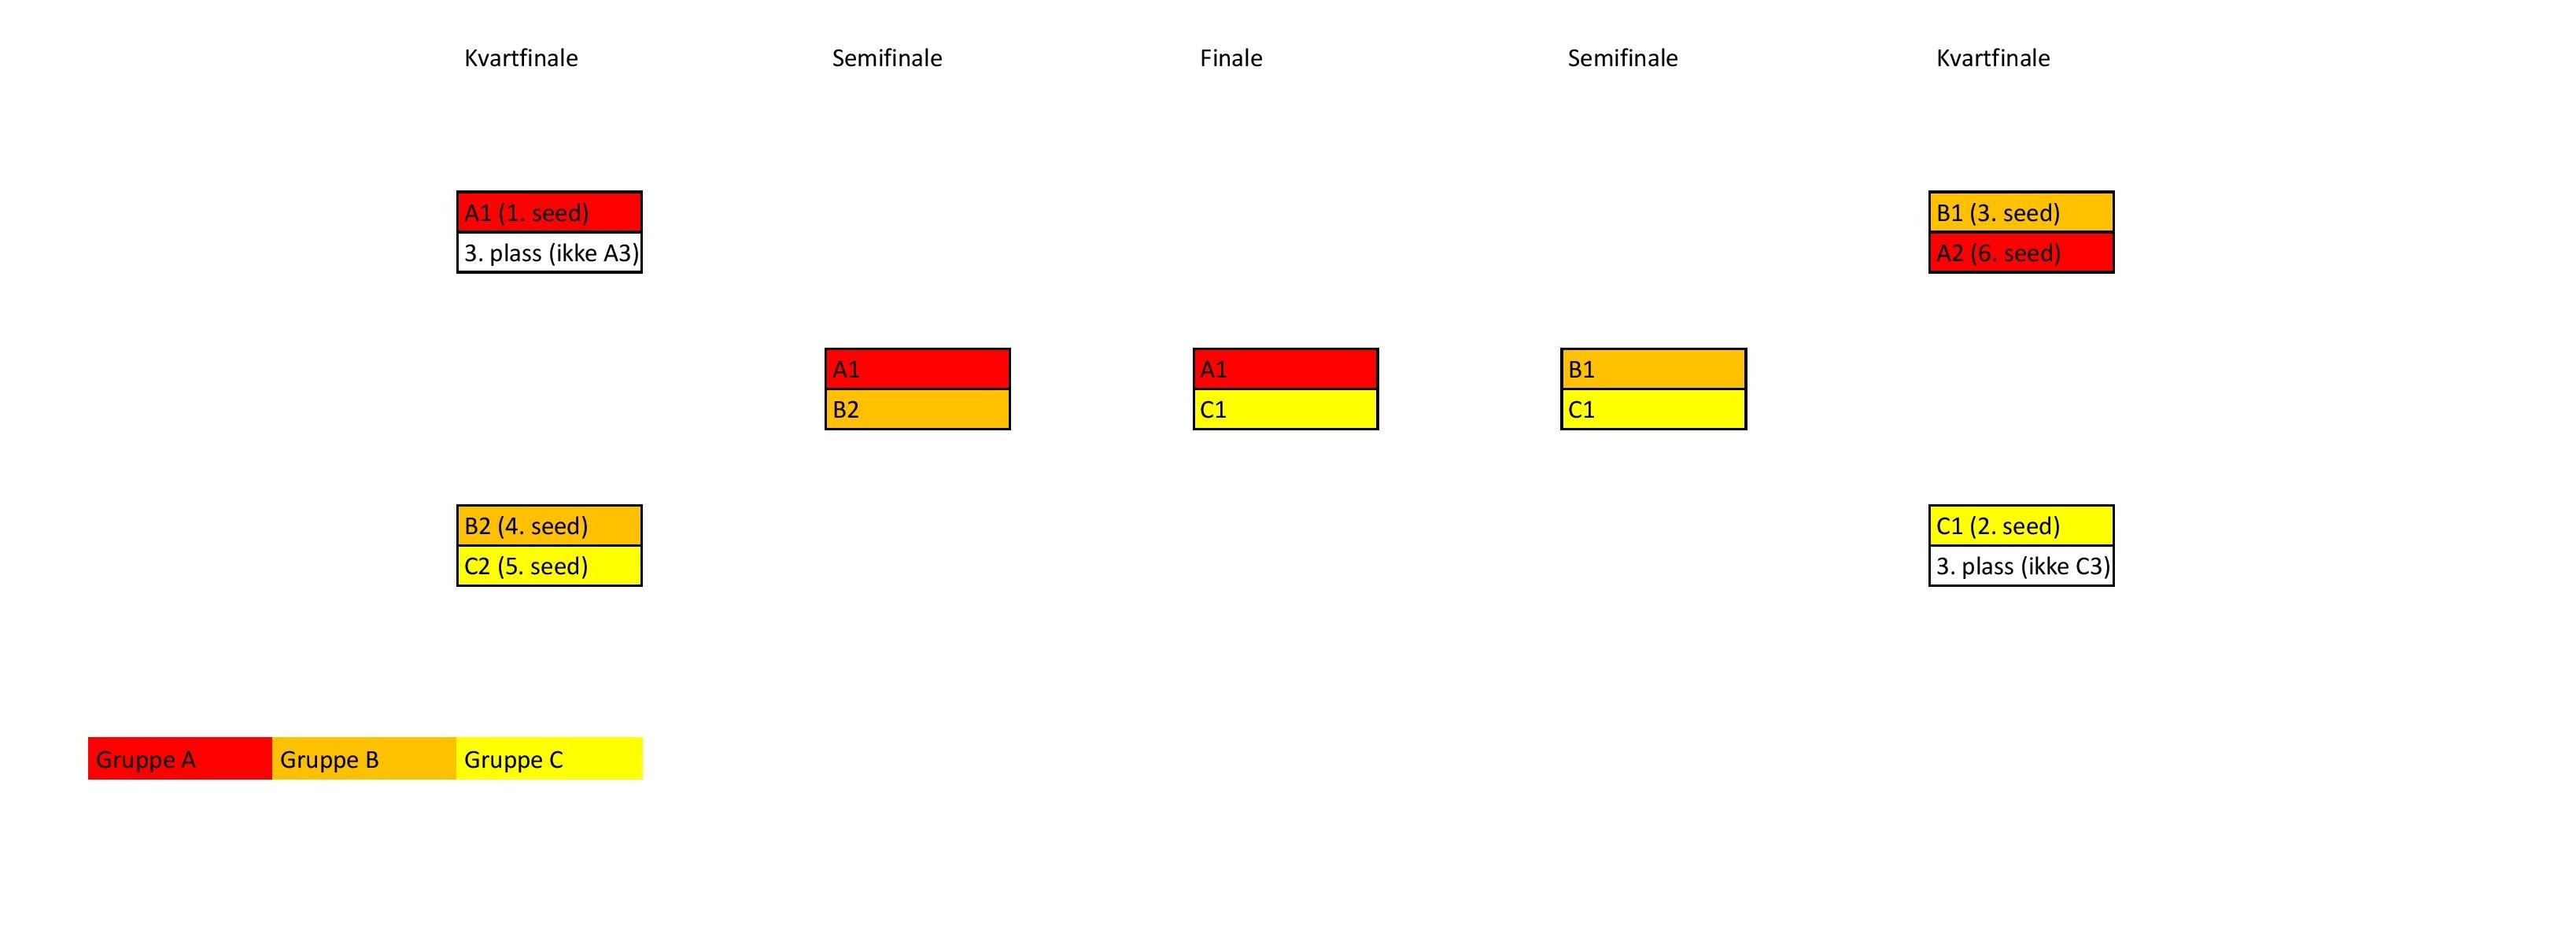 Kvartfinale
Semifinale
Finale
Semifinale
Kvartfinale
A1 (1. seed)
3. plass (ikke A3)
B1 (3. seed)
A2 (6. seed)
A1
B2
A1
C1
B1
C1
B2 (4. seed)
C2 (5. seed)
C1 (2. seed)
3. plass (ikke C3)
Gruppe A
Gruppe B
Gruppe C